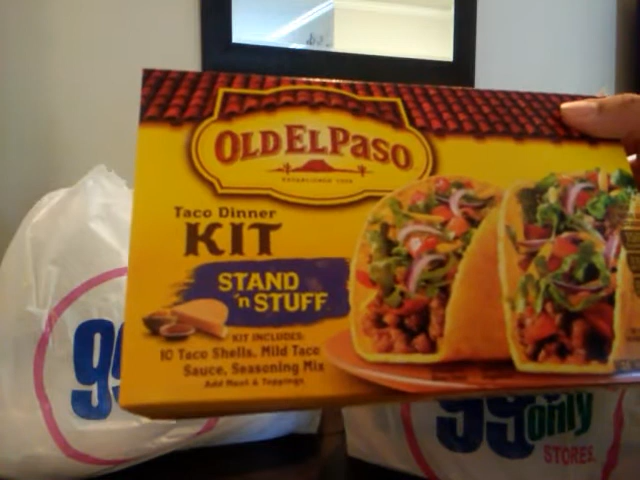 OLD EL PASO
Taco Dinner
KIT
STAND
'n STUFF
KIT INCLUDES:
10 Taco Shells, Mild Taco
Sauce, Seasoning Mix
Add Meat & Toppings
99
99 only
STORES